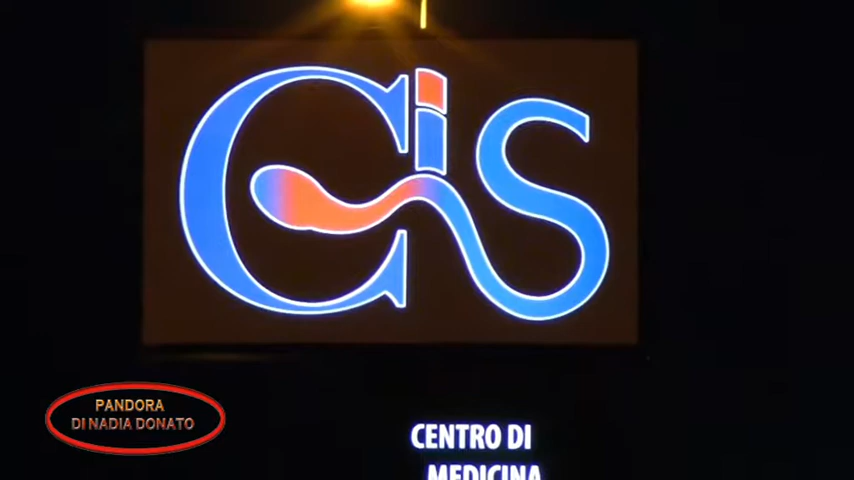 CiS
PANDORA
DI NADIA DONATO
CENTRO DI
MEDICINA